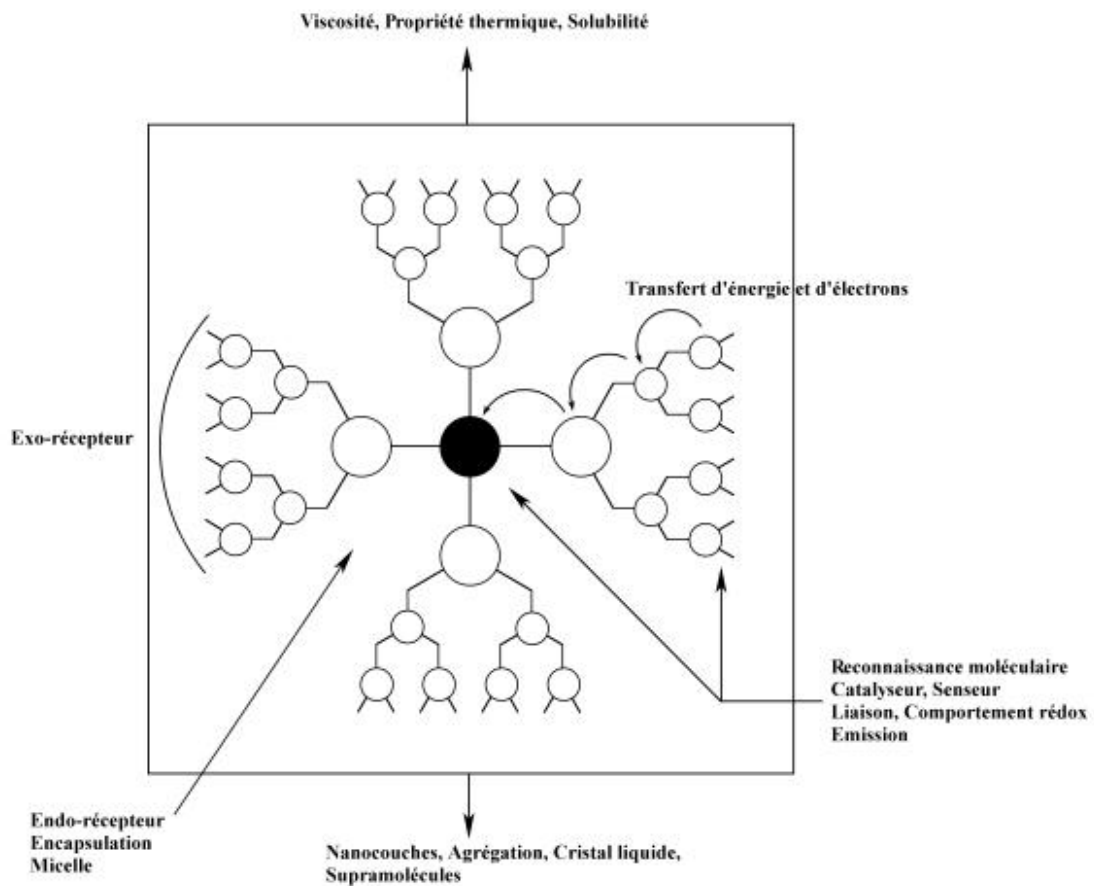 Viscosité, Propriété thermique, Solubilité
Transfert d'énergie et d'électrons
Exo-récepteur
Reconnaissance moléculaire
Catalyseur, Senseur
Liaison, Comportement rédox
Emission
Endo-récepteur
Encapsulation
Micelle
Nanocouches, Agrégation, Cristal liquide,
Supramolécules